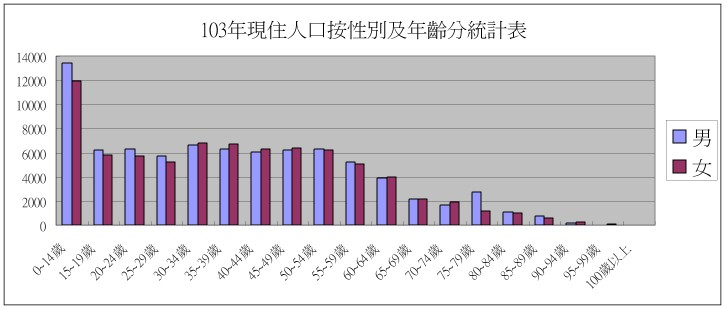 103年現住人口按性別及年齡分統計表
14000
12000
10000
8000
6000
4000
2000
0
0-14歲
15-19歲
20-24歲
25-29歲
30-34歲
35-39歲
40-44歲
45-49歲
50-54歲
55-59歲
60-64歲
65-69歲
70-74歲
75-79歲
80-84歲
85-89歲
90-94歲
95-99歲
100歲以上
男
女